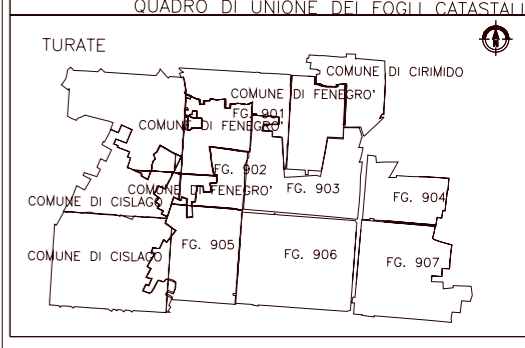 QUADRO DI UNIONE DEI FOGLI CATASTALI
TURATE
N
COMUNE DI CIRIMIDO
COMUNE DI FENEGRO'
FG. 901
COMUNE DI FENEGRO'
FG. 902
COMUNE DI FENEGRO'
FG. 903
FG. 904
COMUNE DI CISLAGO
FG. 905
COMUNE DI CISLAGO
FG. 906
FG. 907